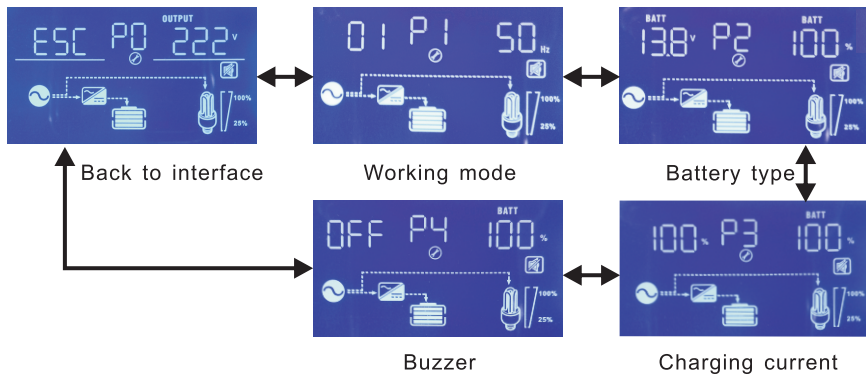 OUTPUT
ESC P0 222 v
100%
25%
Back to interface
01 P1 50 Hz
100%
25%
Working mode
BATT BATT
13.8 v P2 100 %
100%
25%
Battery type
BATT
OFF P4 100 %
100%
25%
Buzzer
BATT
100 % P3 100 %
100%
25%
Charging current